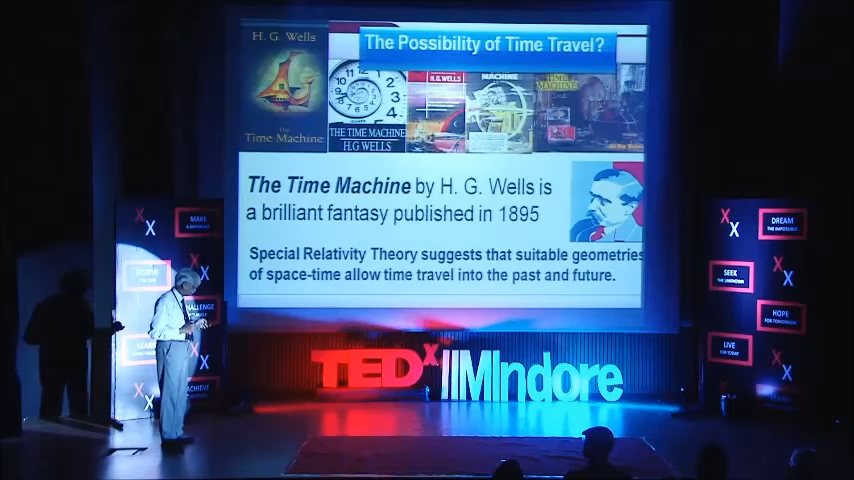 H. G. Wells
The
Time Machine
THE TIME MACHINE
H.G WELLS
H.G.WELLS
MACHINE
TIME
MACHINE
The Possibility of Time Travel?
The Time Machine by H. G. Wells is
a brilliant fantasy published in 1895
Special Relativity Theory suggests that suitable geometries
of space-time allow time travel into the past and future.
X
X
MAKE
A DIFFERENCE
X
X
CHALLENGE
X
X
ACHIEVE
X
X
TEDx
IIMIndore
X
X
DREAM
THE IMPOSSIBLE
SEEK
THE UNKNOWN
X
X
HOPE
FOR TOMORROW
LIVE
FOR TODAY
X
X